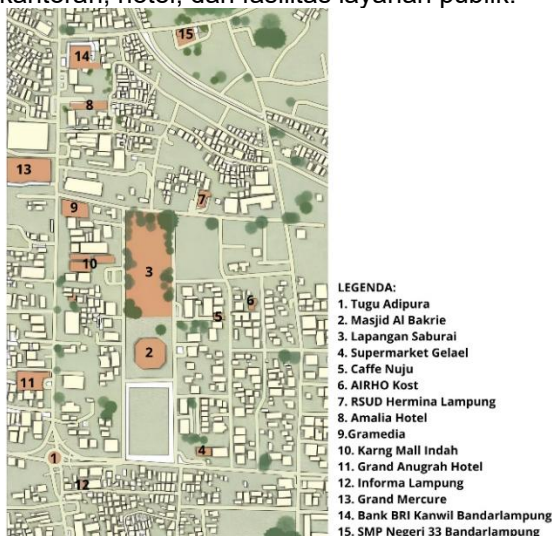 kantoran, hotel, dan fasilitas layanan publik.
15
14
8
13
7
9
10
3
6
5
2
11
4
1
12
LEGENDA:
1. Tugu Adipura
2. Masjid Al Bakrie
3. Lapangan Saburai
4. Supermarket Gelael
5. Caffe Nuju
6. AIRHO Kost
7. RSUD Hermina Lampung
8. Amalia Hotel
9.Gramedia
10. Karng Mall Indah
11. Grand Anugrah Hotel
12. Informa Lampung
13. Grand Mercure
14. Bank BRI Kanwil Bandarlampung
15. SMP Negeri 33 Bandarlampung